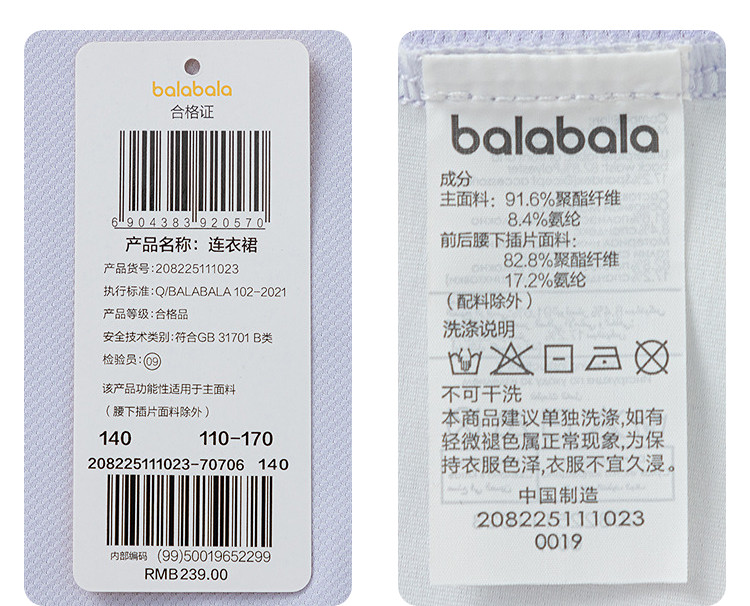 balabala
合格证
6 904383 920570
产品名称：连衣裙
产品货号:208225111023
执行标准:Q/BALABALA 102-2021
产品等级:合格品
安全技术类别:符合GB 31701 B类
检验员:09
该产品功能性适用于主面料
（腰下插片面料除外）
140 110-170
208225111023-70706 140
内部编码 (99)50019652299
RMB239.00
balabala
成分
主面料：91.6%聚酯纤维
8.4%氨纶
前后腰下插片面料：
82.8%聚酯纤维
17.2%氨纶
（配料除外）
洗涤说明
不可干洗
本商品建议单独洗涤,如有
轻微褪色属正常现象,为保
持衣服色泽,衣服不宜久浸。
中国制造
208225111023
0019